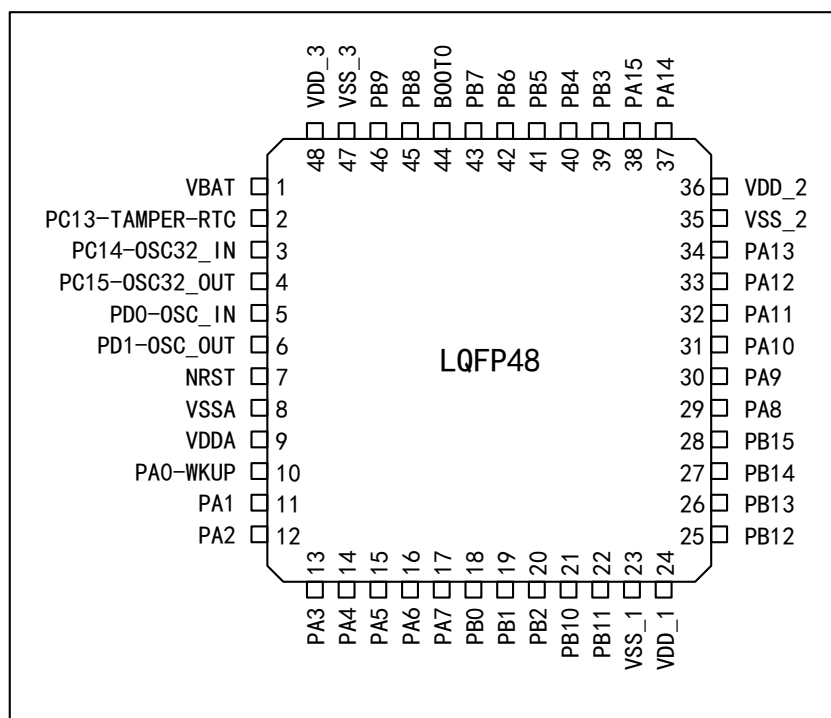 VDD_3 VSS_3 PB9 PB8 BOOT0 PB7 PB6 PB5 PB4 PB3 PA15 PA14
48 47 46 45 44 43 42 41 40 39 38 37
VBAT 1 36 VDD_2
PC13-TAMPER-RTC 2 35 VSS_2
PC14-OSC32_IN 3 34 PA13
PC15-OSC32_OUT 4 33 PA12
PD0-OSC_IN 5 32 PA11
PD1-OSC_OUT 6 31 PA10
LQFP48
NRST 7 30 PA9
VSSA 8 29 PA8
VDDA 9 28 PB15
PA0-WKUP 10 27 PB14
PA1 11 26 PB13
PA2 12 25 PB12
13 14 15 16 17 18 19 20 21 22 23 24
PA3 PA4 PA5 PA6 PA7 PB0 PB1 PB2 PB10 PB11 VSS_1 VDD_1